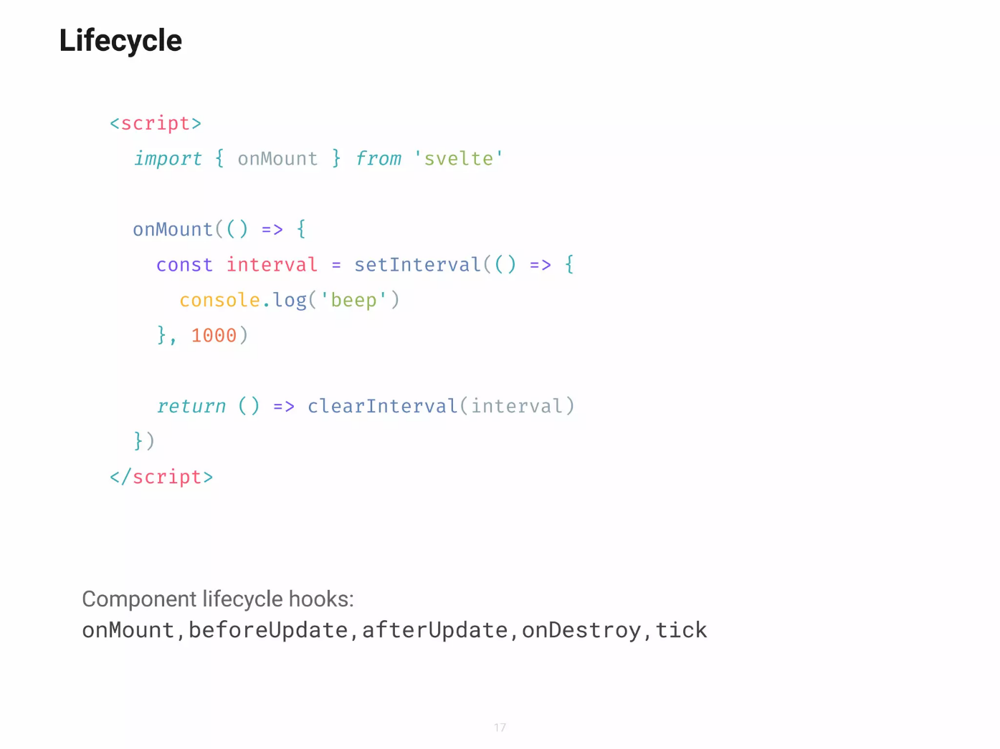 Lifecycle
<script>
  import { onMount } from 'svelte'
  onMount(() => {
    const interval = setInterval(() => {
      console.log('beep')
    }, 1000)
    return () => clearInterval(interval)
  })
</script>
Component lifecycle hooks:
onMount,beforeUpdate,afterUpdate,onDestroy,tick
17